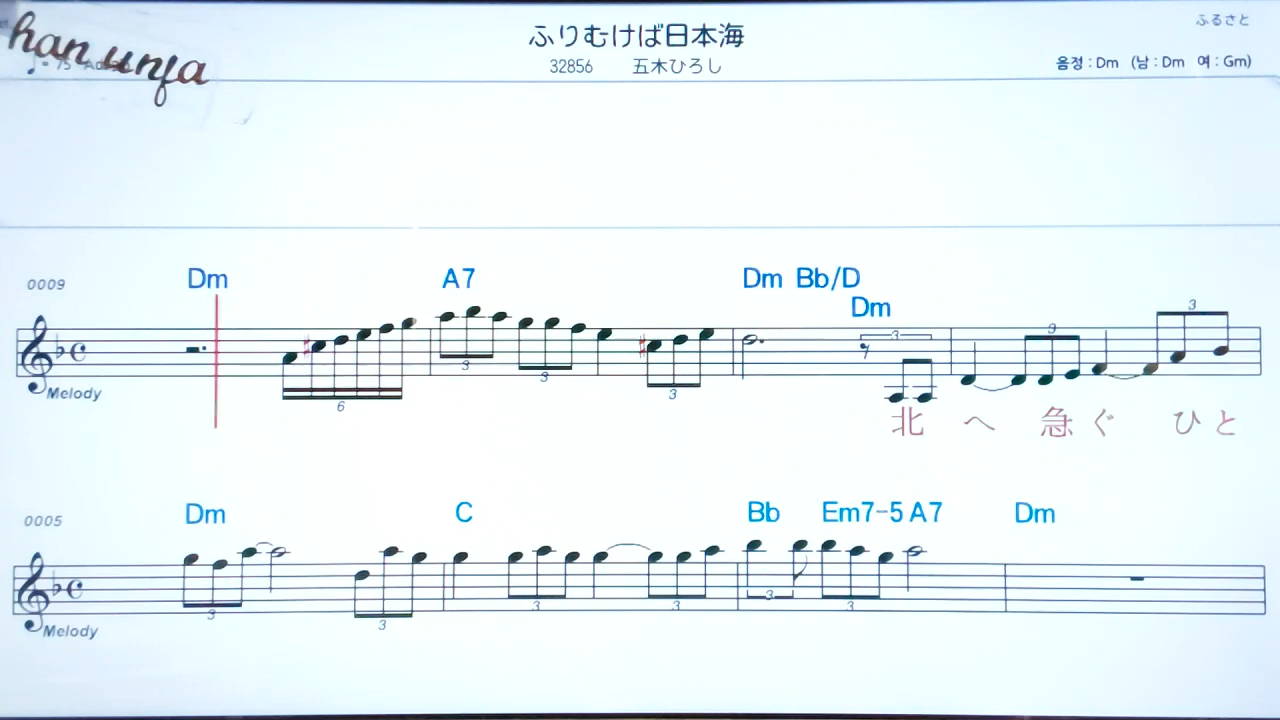 ふりむけば日本海
ふるさと
han unja
32856 五木ひろし
음정 : Dm (남 : Dm 여 : Gm)
0009 Dm A7 Dm Bb/D
Dm
3
3 3 3 6
Melody
北 へ 急 ぐ ひ と
0005 Dm C Bb Em7-5 A7 Dm
3 3 3 3 3 3
Melody